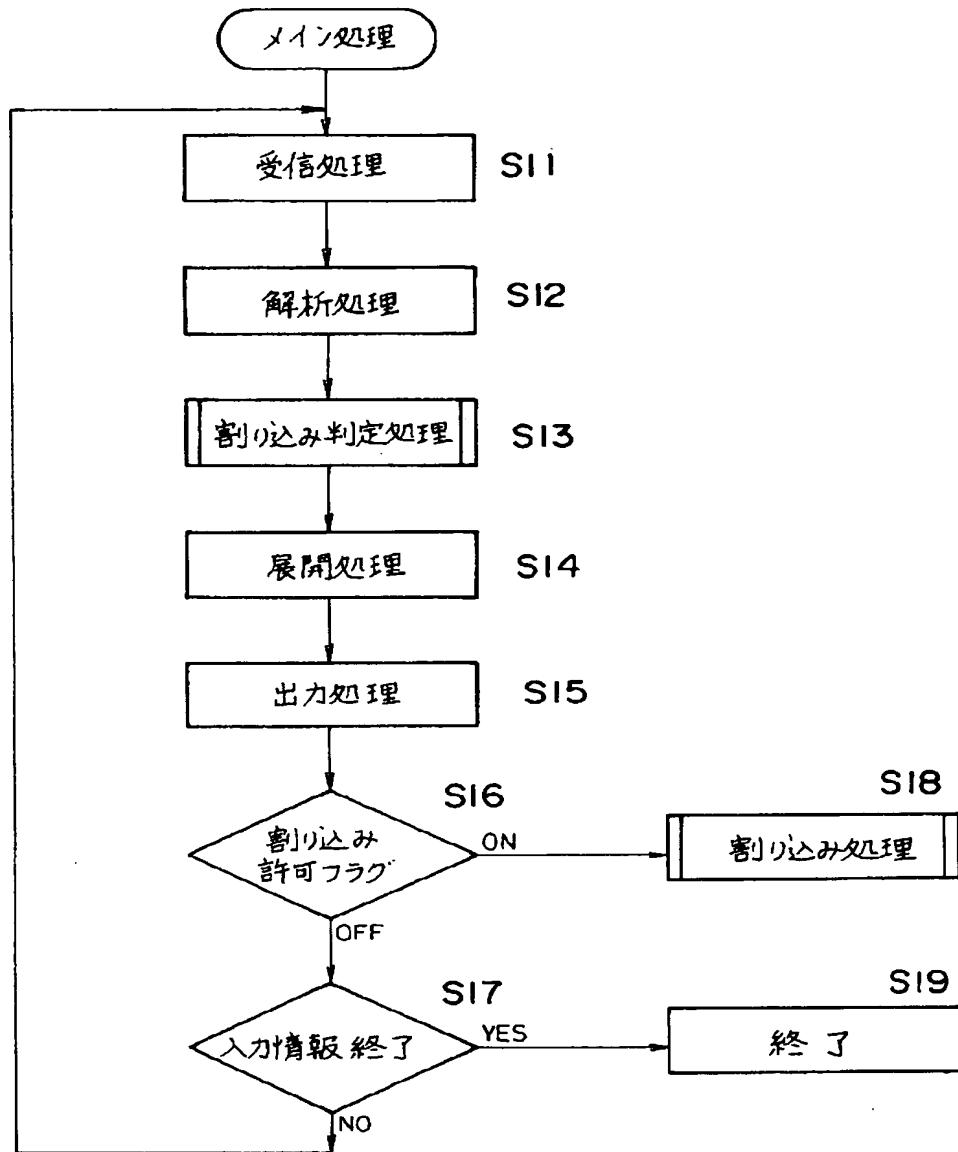 メイン処理
受信処理
S11
解析処理
S12
割り込み判定処理
S13
展開処理
S14
出力処理
S15
S16
割り込み
許可フラグ
ON
S18
割り込み処理
OFF
S17
入力情報終了
YES
S19
終了
NO